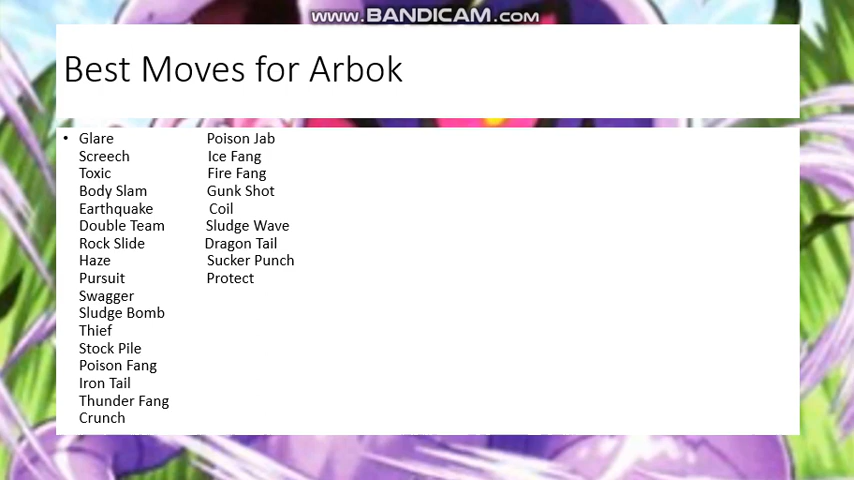 www.BANDICAM.com
Best Moves for Arbok
• Glare Poison Jab
Screech Ice Fang
Toxic Fire Fang
Body Slam Gunk Shot
Earthquake Coil
Double Team Sludge Wave
Rock Slide Dragon Tail
Haze Sucker Punch
Pursuit Protect
Swagger
Sludge Bomb
Thief
Stock Pile
Poison Fang
Iron Tail
Thunder Fang
Crunch